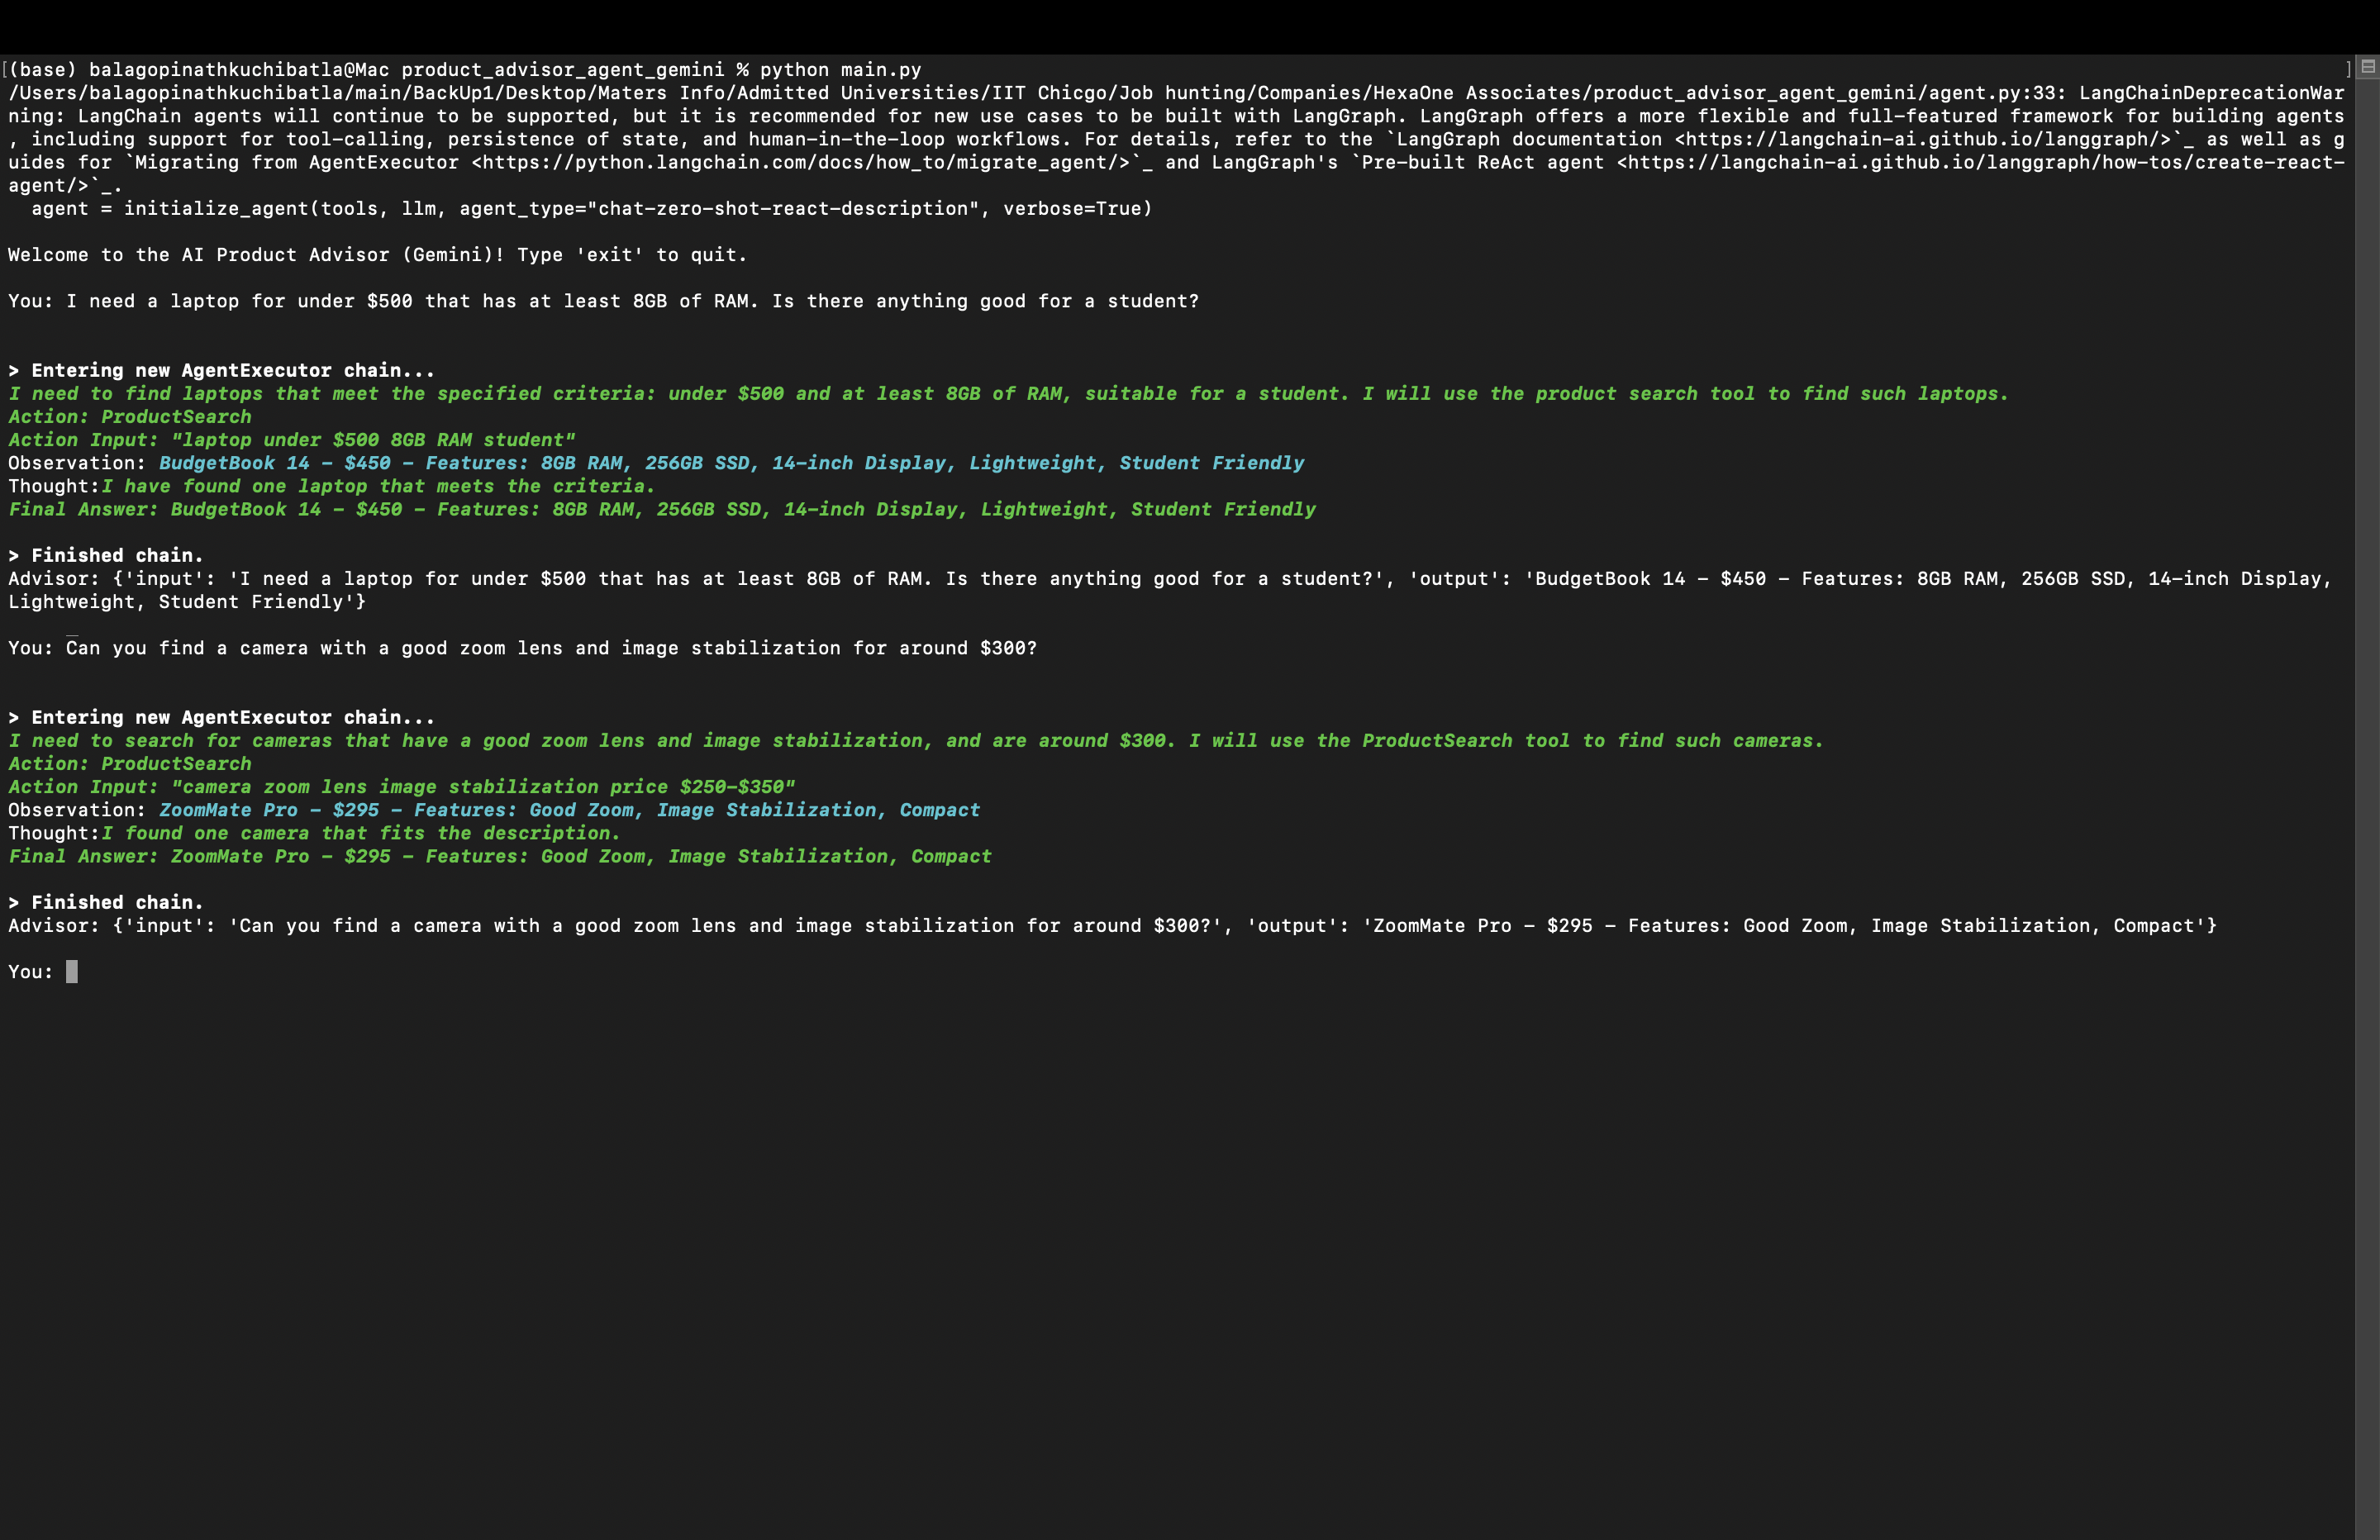 [(base) balagopinathkuchibatla@Mac product_advisor_agent_gemini % python main.py ]
/Users/balagopinathkuchibatla/main/BackUp1/Desktop/Maters Info/Admitted Universities/IIT Chicgo/Job hunting/Companies/HexaOne Associates/product_advisor_agent_gemini/agent.py:33: LangChainDeprecationWar
ning: LangChain agents will continue to be supported, but it is recommended for new use cases to be built with LangGraph. LangGraph offers a more flexible and full-featured framework for building agents
, including support for tool-calling, persistence of state, and human-in-the-loop workflows. For details, refer to the `LangGraph documentation <https://langchain-ai.github.io/langgraph/>`_ as well as g
uides for `Migrating from AgentExecutor <https://python.langchain.com/docs/how_to/migrate_agent/>`_ and LangGraph's `Pre-built ReAct agent <https://langchain-ai.github.io/langgraph/how-tos/create-react-
agent/>`_.
  agent = initialize_agent(tools, llm, agent_type="chat-zero-shot-react-description", verbose=True)
Welcome to the AI Product Advisor (Gemini)! Type 'exit' to quit.
You: I need a laptop for under $500 that has at least 8GB of RAM. Is there anything good for a student?
> Entering new AgentExecutor chain...
I need to find laptops that meet the specified criteria: under $500 and at least 8GB of RAM, suitable for a student. I will use the product search tool to find such laptops.
Action: ProductSearch
Action Input: "laptop under $500 8GB RAM student"
Observation: BudgetBook 14 - $450 - Features: 8GB RAM, 256GB SSD, 14-inch Display, Lightweight, Student Friendly
Thought:I have found one laptop that meets the criteria.
Final Answer: BudgetBook 14 - $450 - Features: 8GB RAM, 256GB SSD, 14-inch Display, Lightweight, Student Friendly
> Finished chain.
Advisor: {'input': 'I need a laptop for under $500 that has at least 8GB of RAM. Is there anything good for a student?', 'output': 'BudgetBook 14 - $450 - Features: 8GB RAM, 256GB SSD, 14-inch Display,
Lightweight, Student Friendly'}
You: Can you find a camera with a good zoom lens and image stabilization for around $300?
> Entering new AgentExecutor chain...
I need to search for cameras that have a good zoom lens and image stabilization, and are around $300. I will use the ProductSearch tool to find such cameras.
Action: ProductSearch
Action Input: "camera zoom lens image stabilization price $250-$350"
Observation: ZoomMate Pro - $295 - Features: Good Zoom, Image Stabilization, Compact
Thought:I found one camera that fits the description.
Final Answer: ZoomMate Pro - $295 - Features: Good Zoom, Image Stabilization, Compact
> Finished chain.
Advisor: {'input': 'Can you find a camera with a good zoom lens and image stabilization for around $300?', 'output': 'ZoomMate Pro - $295 - Features: Good Zoom, Image Stabilization, Compact'}
You: